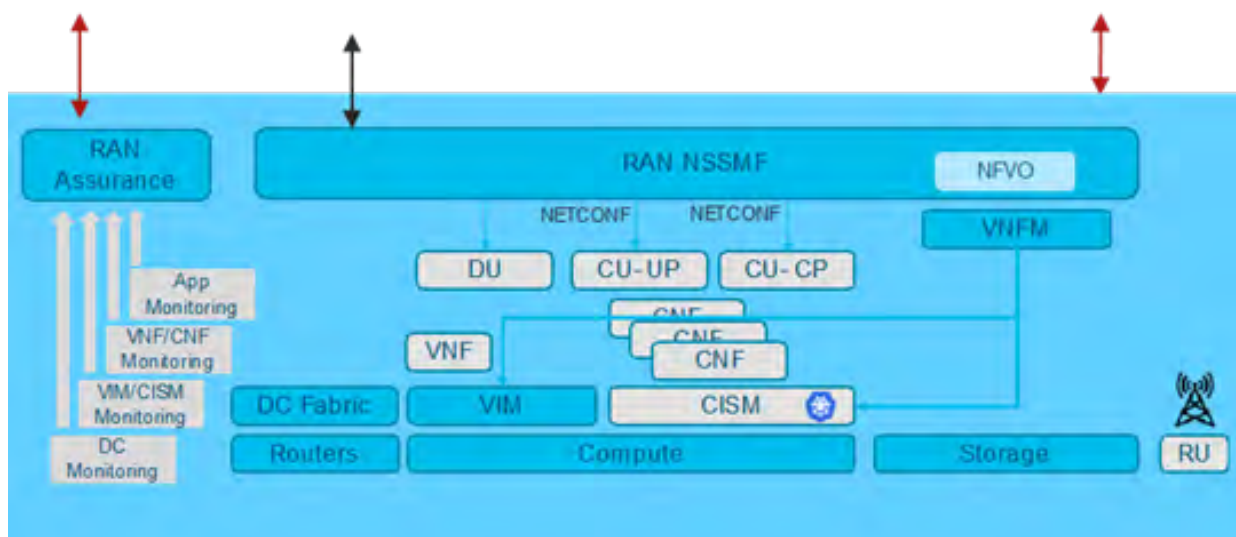 RAN
Assurance
RAN NSSMF
NFVO
NETCONF
NETCONF
VNFM
DU
CU-UP
CU-CP
App
Monitoring
CNF
CNF
CNF
VNF/CNF
Monitoring
VNF
VIM/CISM
Monitoring
DC Fabric
VIM
CISM
DC
Monitoring
Routers
Compute
Storage
RU